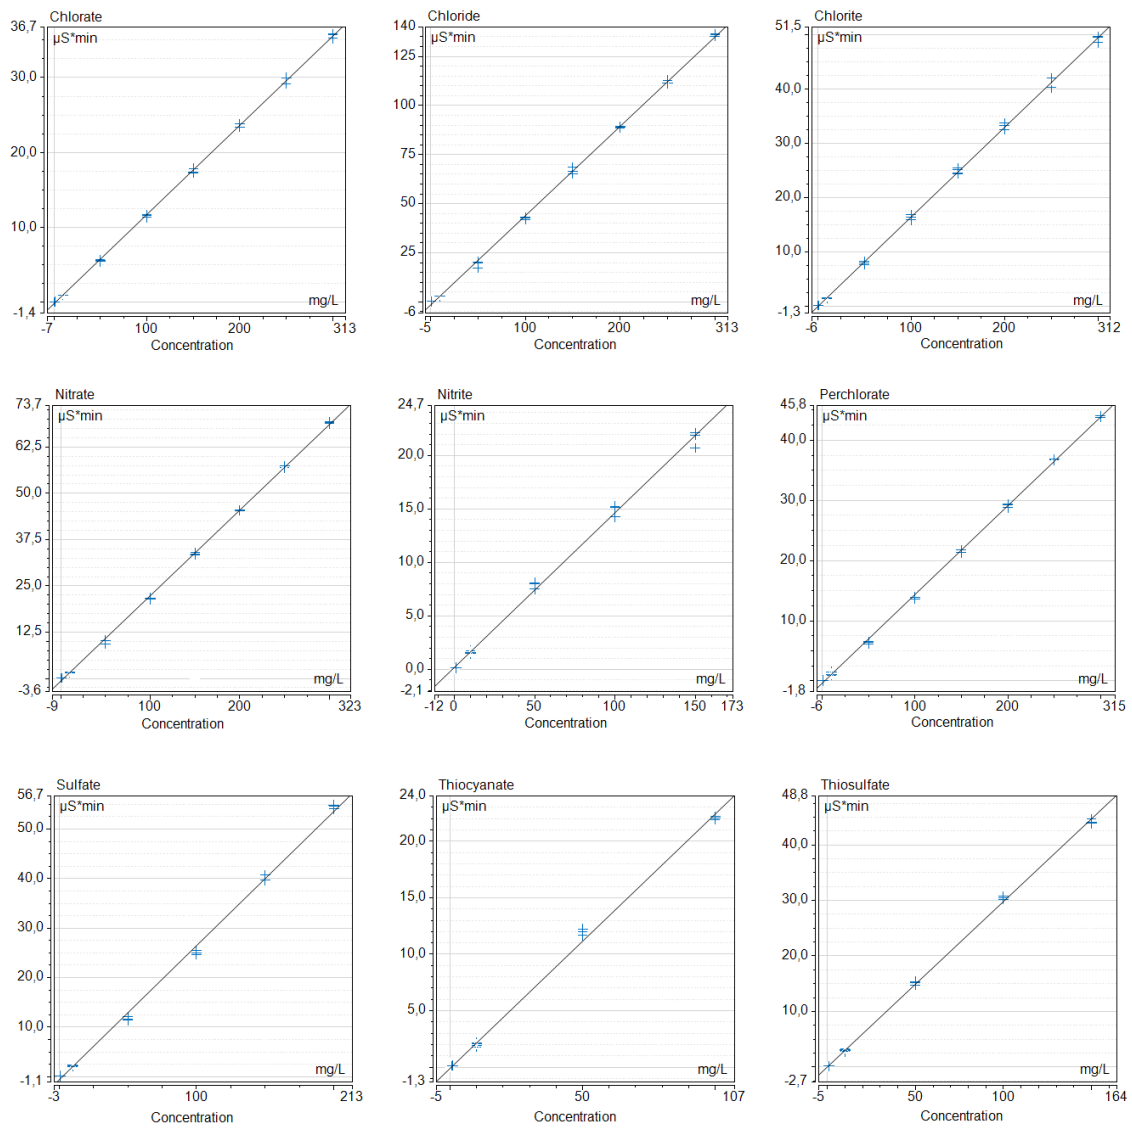 Chlorate
36,7
µS*min
30,0
20,0
10,0
-1,4
mg/L
-7 100 200 313
Concentration
Chloride
140
µS*min
125
100
75
50
25
-6
mg/L
-5 100 200 313
Concentration
Chlorite
51,5
µS*min
40,0
30,0
20,0
10,0
-1,3
mg/L
-6 100 200 312
Concentration
Nitrate
73,7
µS*min
62,5
50,0
37,5
25,0
12,5
-3,6
mg/L
-9 100 200 323
Concentration
Nitrite
24,7
µS*min
20,0
15,0
10,0
5,0
0,0
-2,1
mg/L
-12 0 50 100 150 173
Concentration
Perchlorate
45,8
µS*min
40,0
30,0
20,0
10,0
-1,8
mg/L
-6 100 200 315
Concentration
Sulfate
56,7
µS*min
50,0
40,0
30,0
20,0
10,0
-1,1
mg/L
-3 100 213
Concentration
Thiocyanate
24,0
µS*min
20,0
15,0
10,0
5,0
-1,3
mg/L
-5 50 107
Concentration
Thiosulfate
48,8
µS*min
40,0
30,0
20,0
10,0
-2,7
mg/L
-5 50 100 164
Concentration